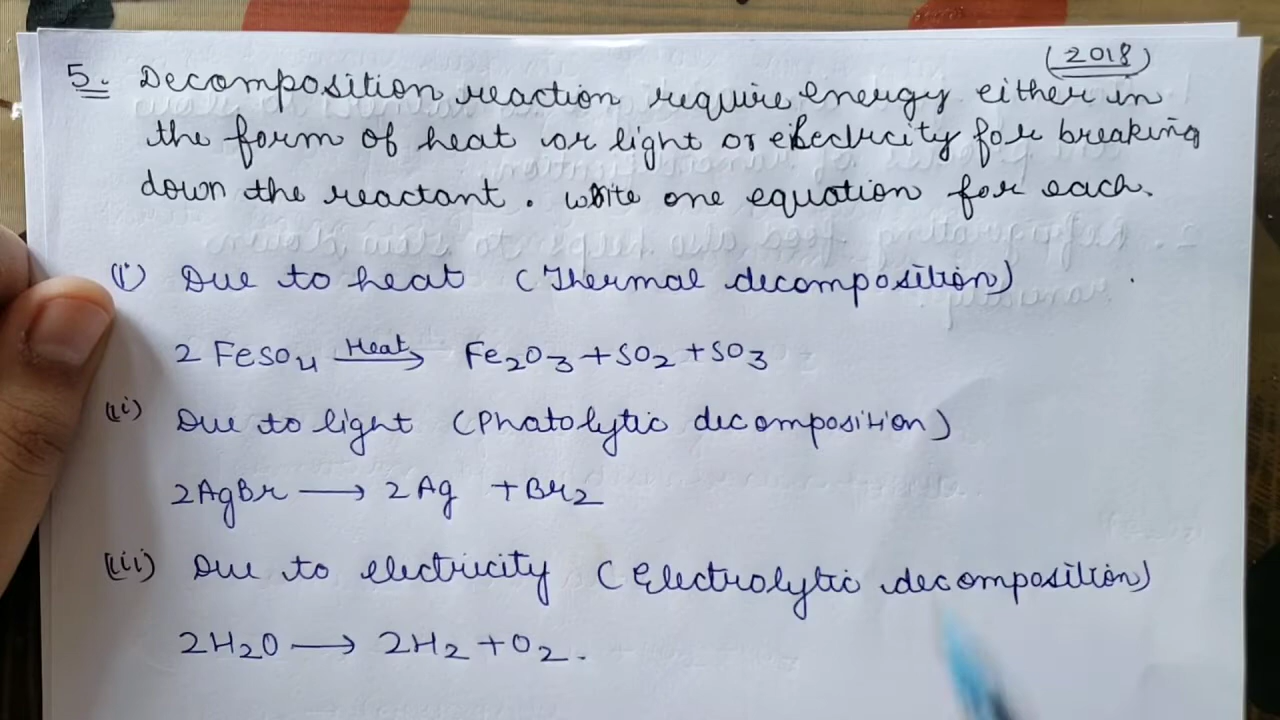 (2018)
5. Decomposition reaction require energy either in
the form of heat or light or electricity for breaking
down the reactant. Write one equation for each.
(i) Due to heat (Thermal decomposition)
2 FeSO4 Heat→ Fe2O3 + SO2 + SO3
(ii) Due to light (Phatolytic decomposition)
2AgBr → 2Ag + Br2
(iii) Due to electricity (Electrolytic decomposition)
2H2O → 2H2 + O2.